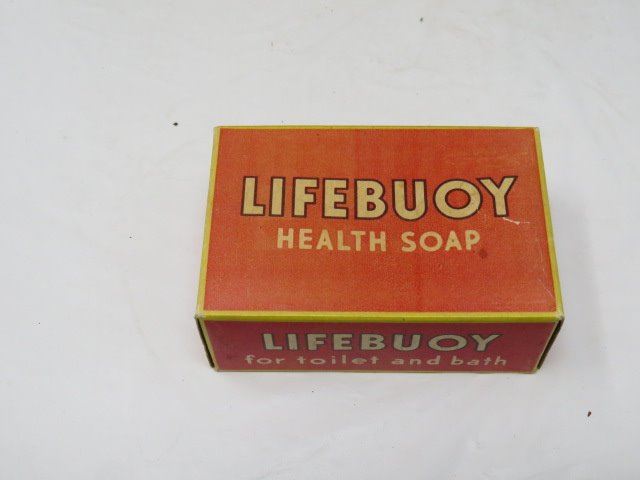 LIFEBUOY
HEALTH SOAP
LIFEBUOY
for toilet and bath